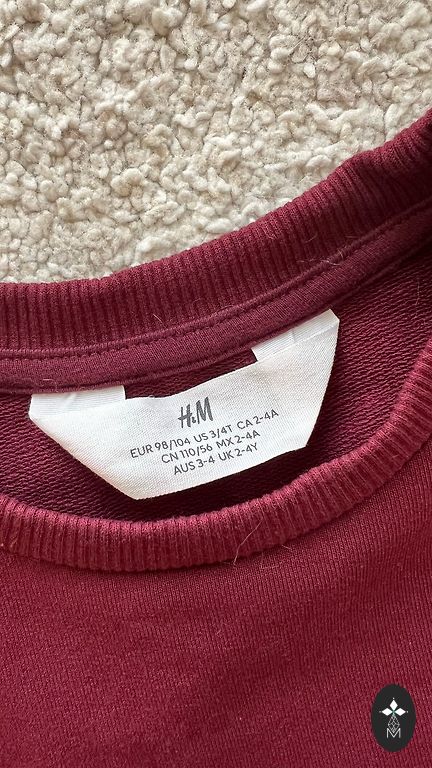 H&M
EUR 98/104 US 3/4T CA 2-4A
CN 110/56 MX 2-4A
AUS 3-4 UK 2-4Y
M